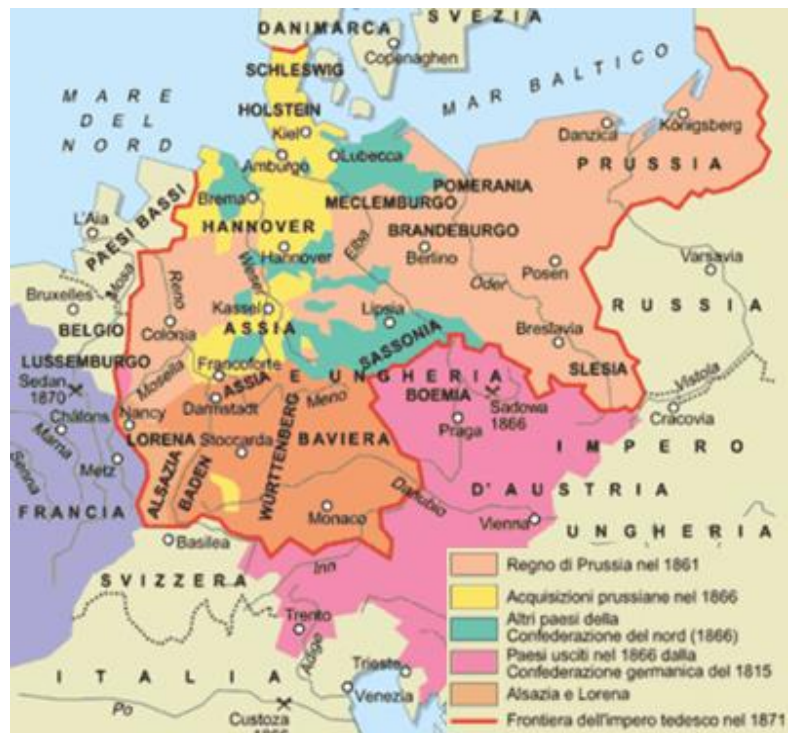 SVEZIA
DANIMARCA
Copenaghen
SCHLESWIG
MARE
DEL
NORD
HOLSTEIN
Kiel
MAR BALTICO
Danzica
Königsberg
PRUSSIA
Amburgo
Lubecca
POMERANIA
Brema
MECLEMBURGO
L'Aia
PAESI BASSI
HANNOVER
BRANDEBURGO
Hannover
Elba
Berlino
Varsavia
Mosa
Reno
Weser
Posen
Oder
Bruxelles
RUSSIA
Kassel
Lipsia
BELGIO
Colonia
ASSIA
SASSONIA
Breslavia
LUSSEMBURGO
Mosella
Francoforte
SLESIA
Vistola
Sedan
1870
ASSIA
E UNGHERIA
BOEMIA
Sadowa
1866
Châlons
Nancy
Darmstadt
Meno
Cracovia
Marna
LORENA
Stoccarda
BAVIERA
Praga
IMPERO
Metz
Senna
ALSAZIA
BADEN
WÜRTTEMBERG
Danubio
D'AUSTRIA
FRANCIA
Monaco
Vienna
UNGHERIA
Basilea
Inn
SVIZZERA
Trento
Adige
ITALIA
Trieste
Venezia
Po
Custoza
1866
Regno di Prussia nel 1861
Acquisizioni prussiane nel 1866
Altri paesi della
Confederazione del nord (1866)
Paesi usciti nel 1866 dalla
Confederazione germanica del 1815
Alsazia e Lorena
Frontiera dell'impero tedesco nel 1871